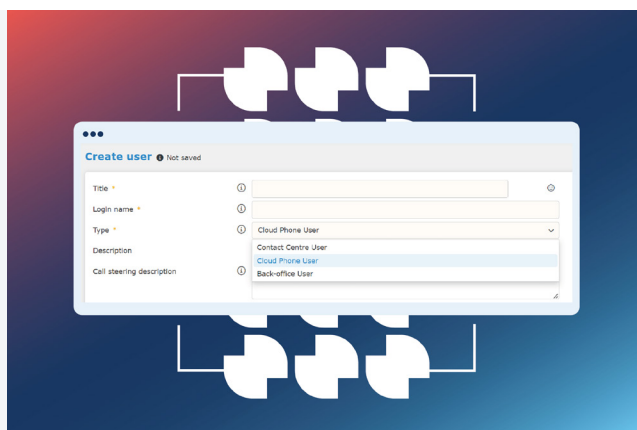 Create user Not saved
Title *
Login name *
Type * Cloud Phone User
Description Contact Centre User
Cloud Phone User
Call steering description Back-office User